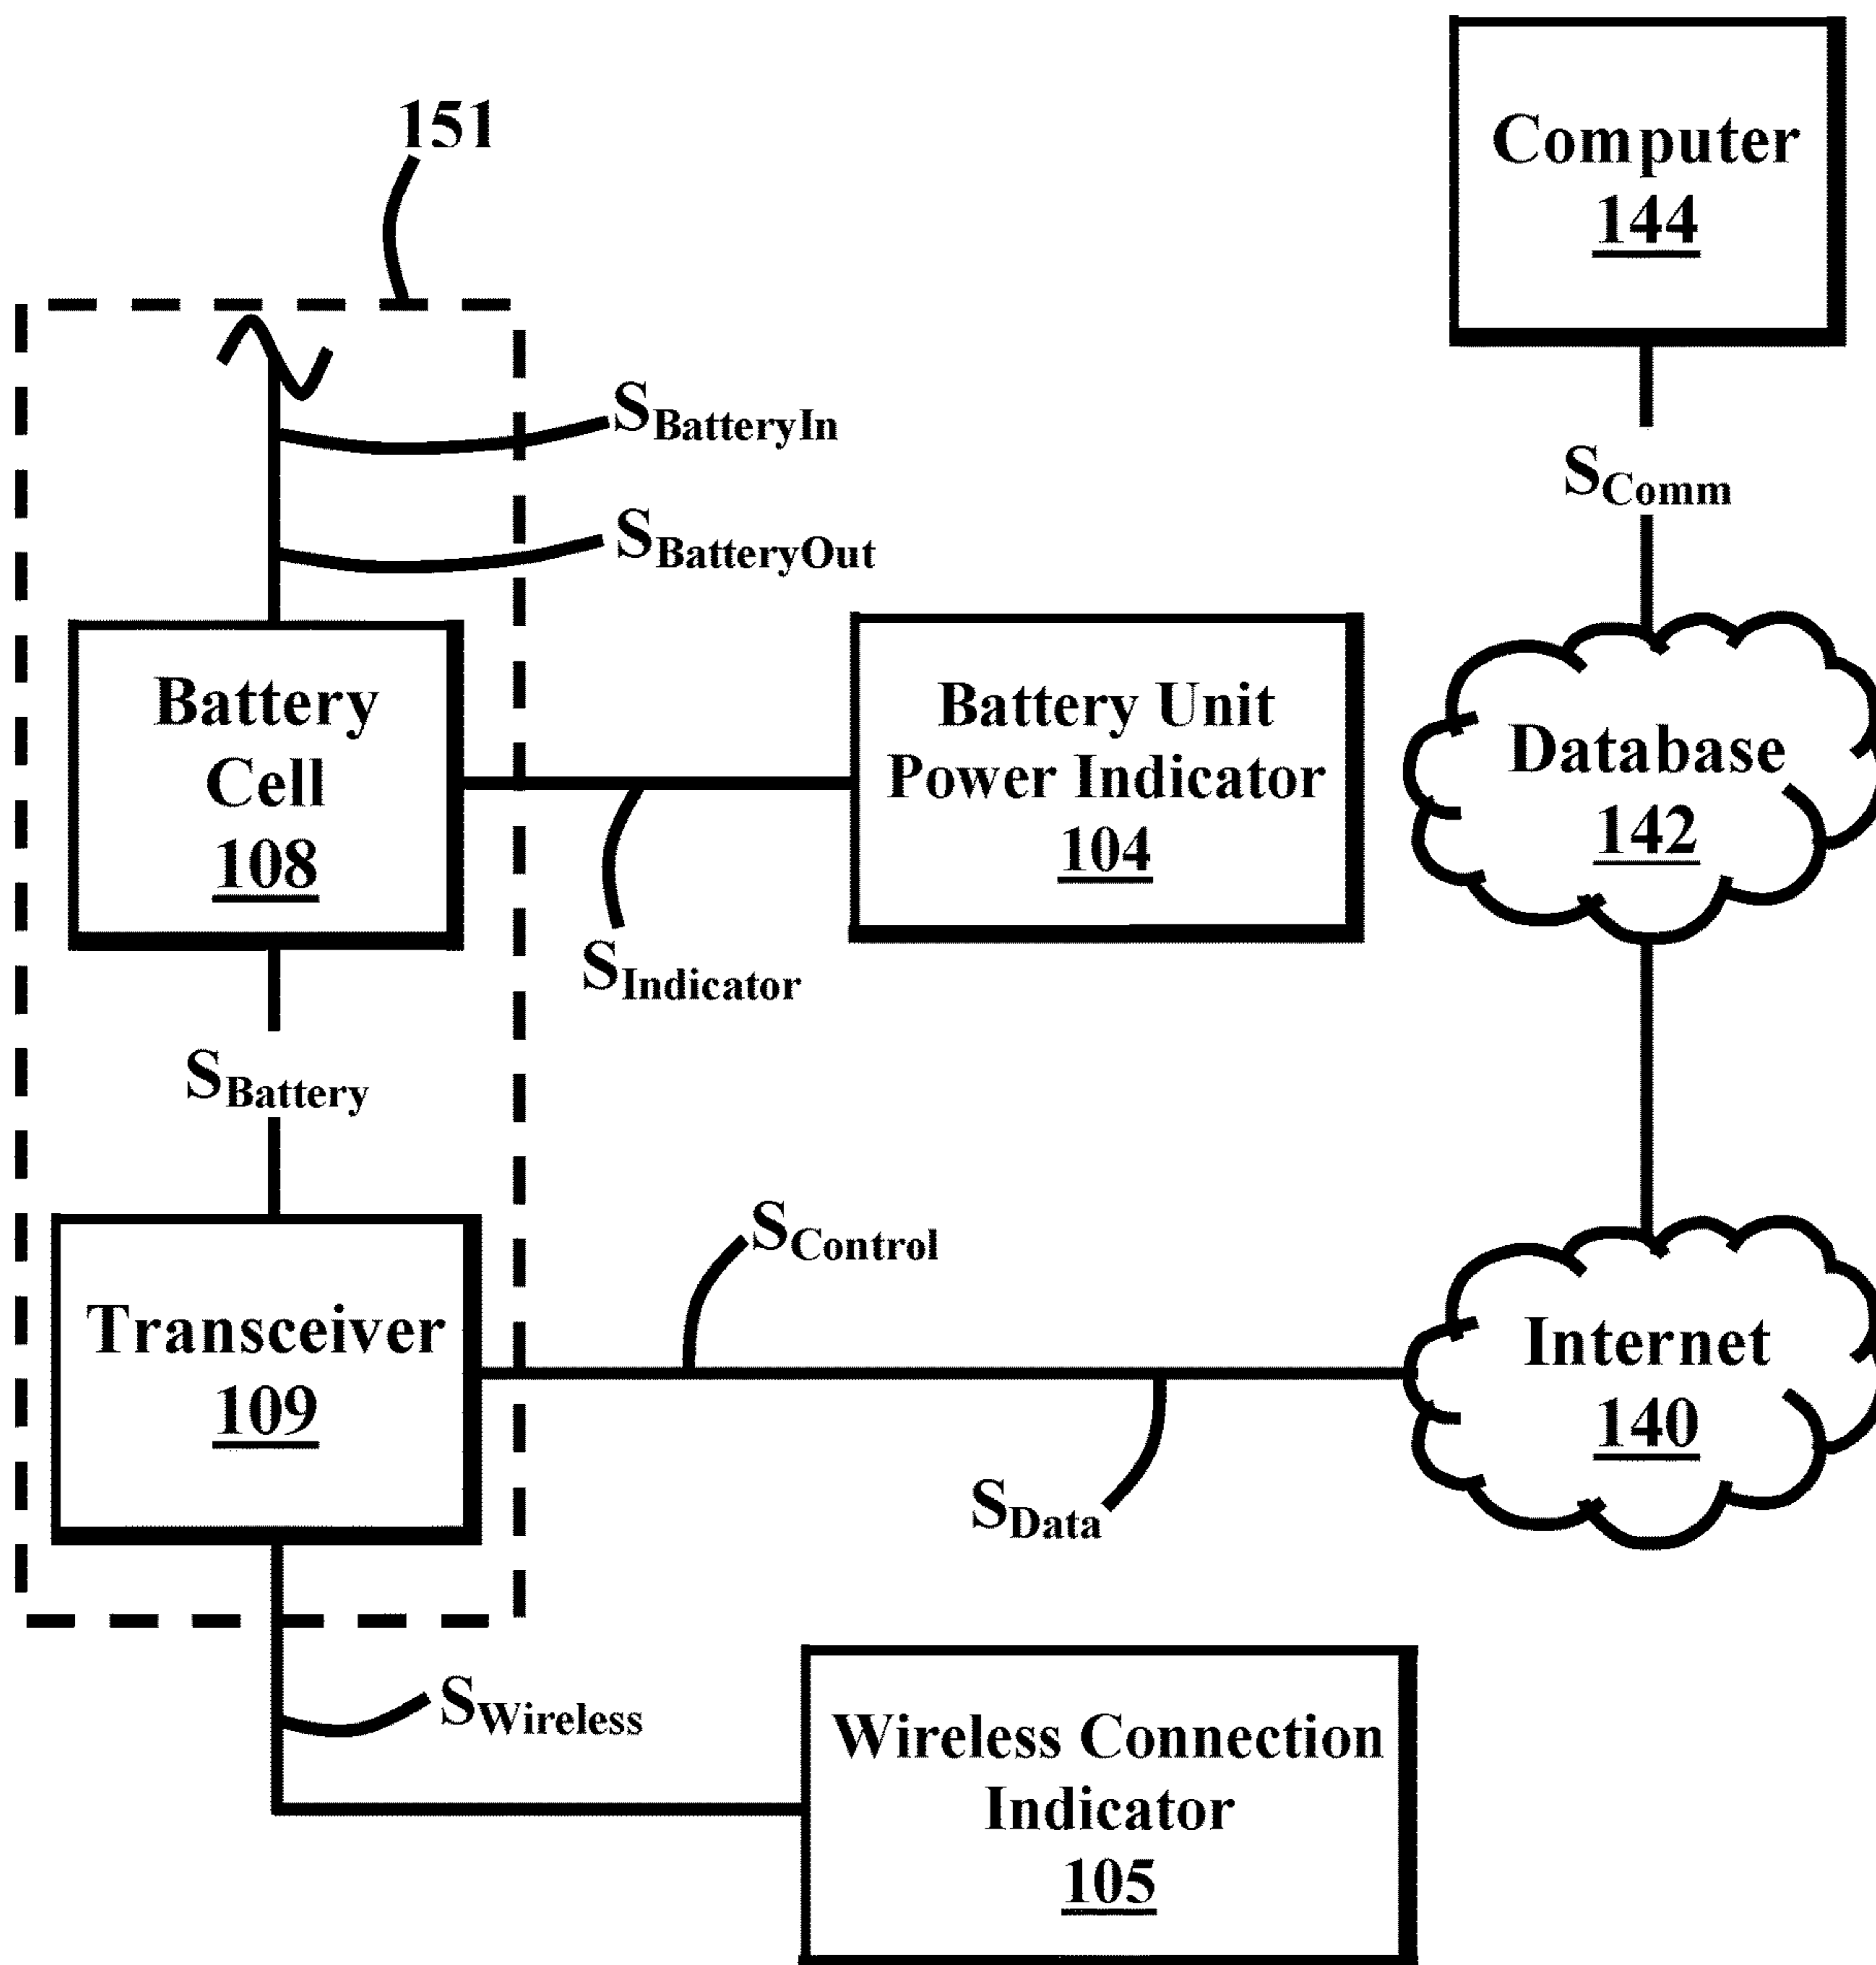 151
Computer
144
SBatteryIn
SComm
SBatteryOut
Battery
Cell
108
Battery Unit
Power Indicator
104
Database
142
SIndicator
SBattery
SControl
Transceiver
109
Internet
140
SData
SWireless
Wireless Connection
Indicator
105